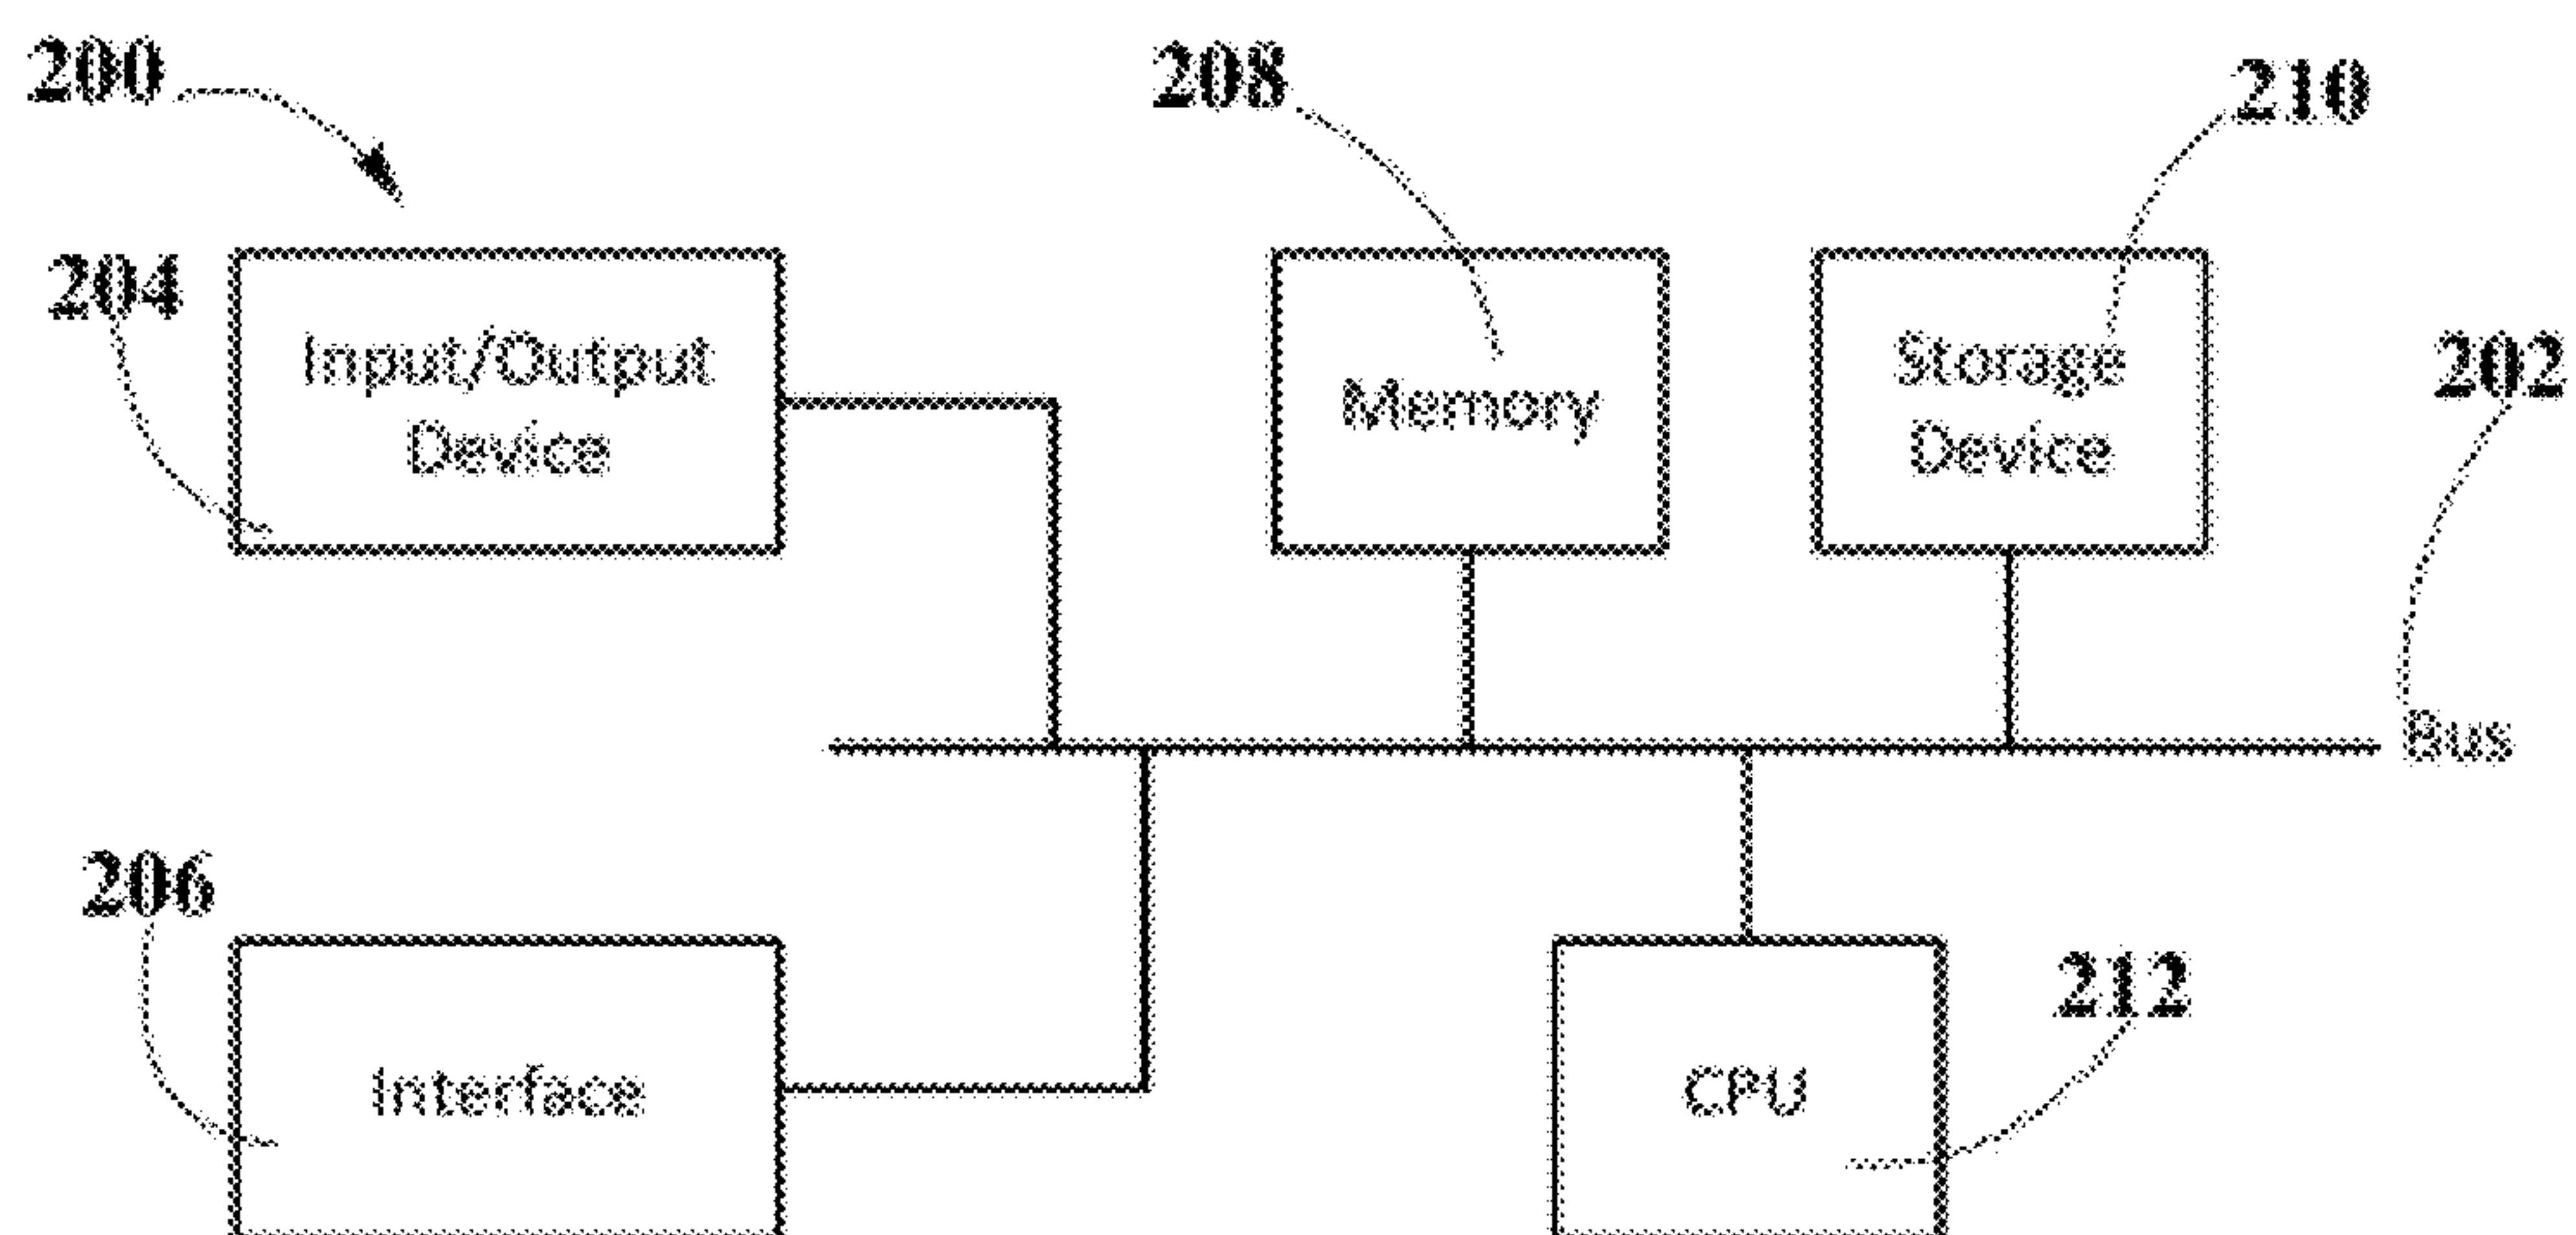 200
208
210
204
Input/Output
Device
Memory
Storage
Device
202
Bus
206
Interface
CPU
212